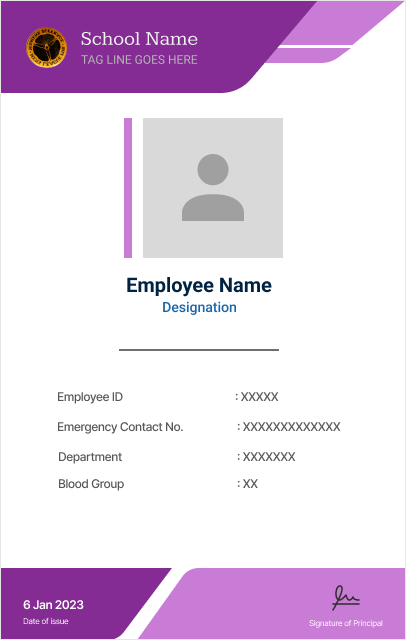 School Name
TAG LINE GOES HERE
Employee Name
Designation
Employee ID : XXXXX
Emergency Contact No. : XXXXXXXXXXXXX
Department : XXXXXXX
Blood Group : XX
6 Jan 2023
Date of issue
Signature of Principal